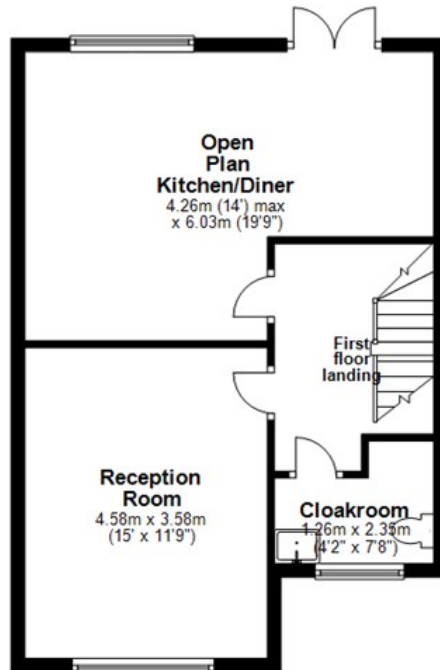 Open
Plan
Kitchen/Diner
4.26m (14') max
x 6.03m (19'9")
First
floor
landing
Reception
Room
4.58m x 3.58m
(15' x 11'9")
Cloakroom
1.26m x 2.35m
(4'2" x 7'8")